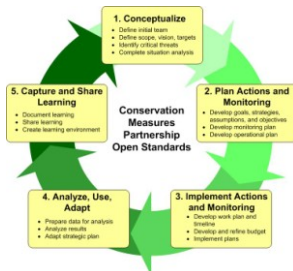 1. Conceptualize
• Define initial team
• Define scope, vision, targets
• Identify critical threats
• Complete situation analysis
2. Plan Actions and
Monitoring
• Develop goals, strategies,
assumptions, and objectives
• Develop monitoring plan
• Develop operational plan
3. Implement Actions
and Monitoring
• Develop work plan and
timeline
• Develop and refine budget
• Implement plans
4. Analyze, Use,
Adapt
• Prepare data for analysis
• Analyze results
• Adapt strategic plan
5. Capture and Share
Learning
• Document learning
• Share learning
• Create learning environment
Conservation
Measures
Partnership
Open Standards